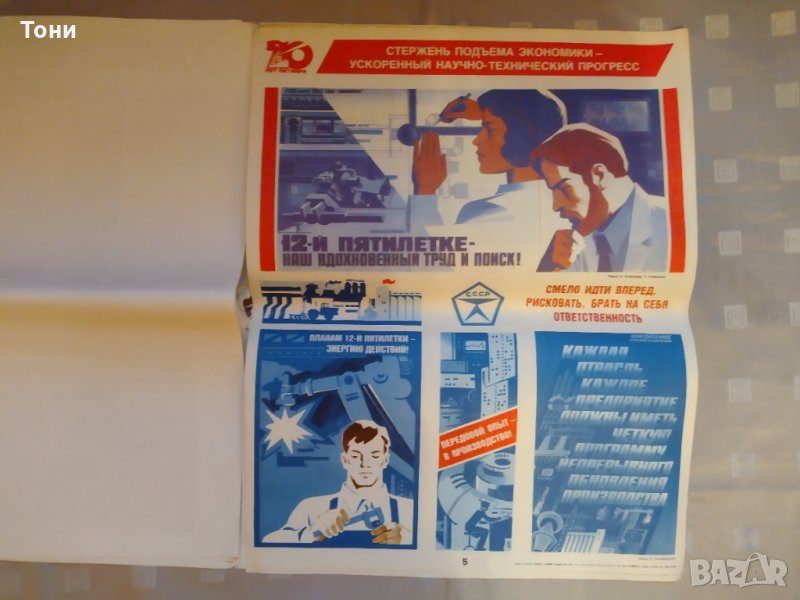 Тони
70
ЛЕТ ОКТЯБРЯ
СТЕРЖЕНЬ ПОДЪЕМА ЭКОНОМИКИ –
УСКОРЕННЫЙ НАУЧНО-ТЕХНИЧЕСКИЙ ПРОГРЕСС
12-Й ПЯТИЛЕТКЕ-
НАШ ВДОХНОВЕННЫЙ ТРУД И ПОИСК!
СССР
СМЕЛО ИДТИ ВПЕРЕД,
РИСКОВАТЬ, БРАТЬ НА СЕБЯ
ОТВЕТСТВЕННОСТЬ
ПЛАНАМ 12-Й ПЯТИЛЕТКИ –
ЭНЕРГИЮ ДЕЙСТВИЙ!
ПЕРЕДОВОЙ ОПЫТ –
В ПРОИЗВОДСТВО!
КАЖДАЯ
ОТРАСЛЬ,
КАЖДОЕ
ПРЕДПРИЯТИЕ
ДОЛЖНЫ ИМЕТЬ
ЧЕТКУЮ
ПРОГРАММУ
НЕПРЕРЫВНОГО
ОБНОВЛЕНИЯ
ПРОИЗВОДСТВА
5
BAZAR